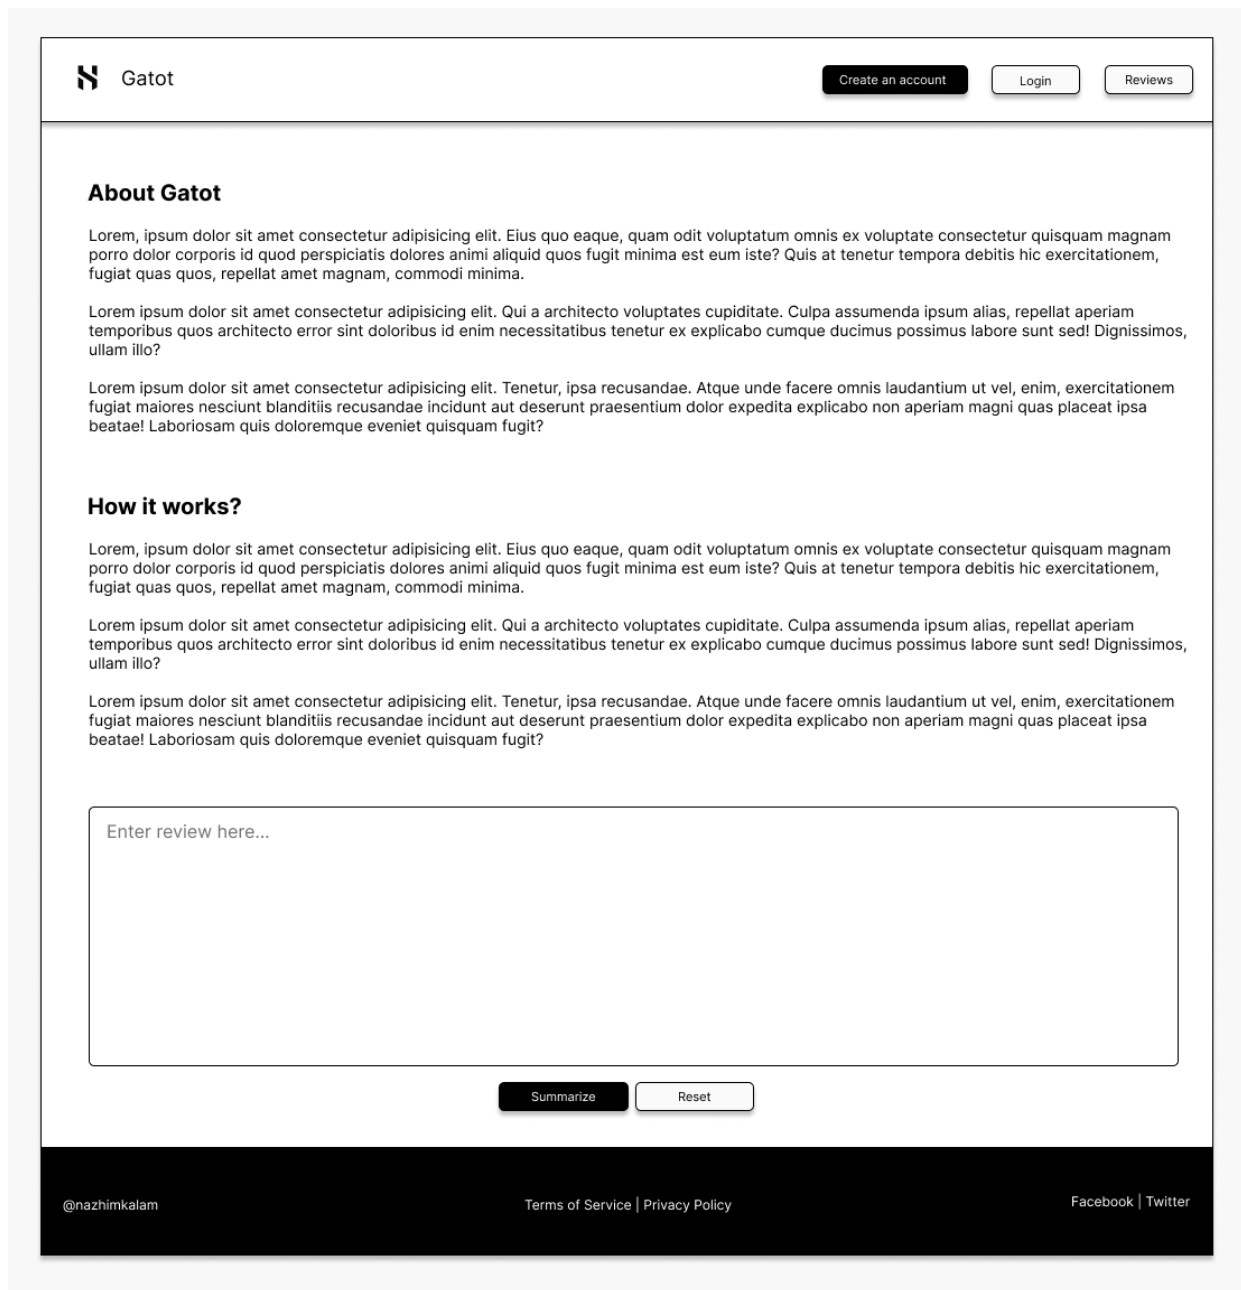 Gatot
Create an account
Login
Reviews
About Gatot
Lorem, ipsum dolor sit amet consectetur adipisicing elit. Eius quo eaque, quam odit voluptatum omnis ex voluptate consectetur quisquam magnam
porro dolor corporis id quod perspiciatis dolores animi aliquid quos fugit minima est eum iste? Quis at tenetur tempora debitis hic exercitationem,
fugiat quas quos, repellat amet magnam, commodi minima.
Lorem ipsum dolor sit amet consectetur adipisicing elit. Qui a architecto voluptates cupiditate. Culpa assumenda ipsum alias, repellat aperiam
temporibus quos architecto error sint doloribus id enim necessitatibus tenetur ex explicabo cumque ducimus possimus labore sunt sed! Dignissimos,
ullam illo?
Lorem ipsum dolor sit amet consectetur adipisicing elit. Tenetur, ipsa recusandae. Atque unde facere omnis laudantium ut vel, enim, exercitationem
fugiat maiores nesciunt blanditiis recusandae incidunt aut deserunt praesentium dolor expedita explicabo non aperiam magni quas placeat ipsa
beatae! Laboriosam quis doloremque eveniet quisquam fugit?
How it works?
Lorem, ipsum dolor sit amet consectetur adipisicing elit. Eius quo eaque, quam odit voluptatum omnis ex voluptate consectetur quisquam magnam
porro dolor corporis id quod perspiciatis dolores animi aliquid quos fugit minima est eum iste? Quis at tenetur tempora debitis hic exercitationem,
fugiat quas quos, repellat amet magnam, commodi minima.
Lorem ipsum dolor sit amet consectetur adipisicing elit. Qui a architecto voluptates cupiditate. Culpa assumenda ipsum alias, repellat aperiam
temporibus quos architecto error sint doloribus id enim necessitatibus tenetur ex explicabo cumque ducimus possimus labore sunt sed! Dignissimos,
ullam illo?
Lorem ipsum dolor sit amet consectetur adipisicing elit. Tenetur, ipsa recusandae. Atque unde facere omnis laudantium ut vel, enim, exercitationem
fugiat maiores nesciunt blanditiis recusandae incidunt aut deserunt praesentium dolor expedita explicabo non aperiam magni quas placeat ipsa
beatae! Laboriosam quis doloremque eveniet quisquam fugit?
Enter review here...
Summarize
Reset
@nazhimkalam
Terms of Service | Privacy Policy
Facebook | Twitter